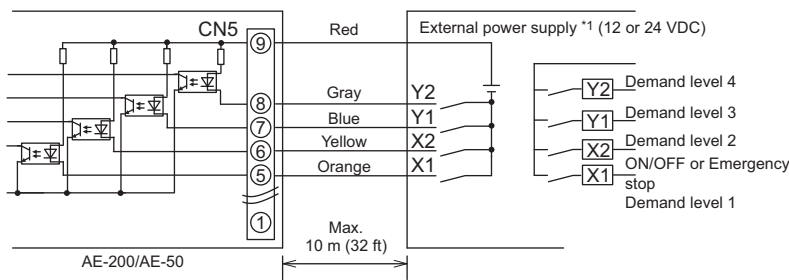 CN5
Red
External power supply *1 (12 or 24 VDC)
⑨
⑧
Gray
Y2
⑦
Blue
Y1
⑥
Yellow
X2
⑤
Orange
X1
①
Y2
Demand level 4
Y1
Demand level 3
X2
Demand level 2
X1
ON/OFF or Emergency
stop
Demand level 1
Max.
10 m (32 ft)
AE-200/AE-50